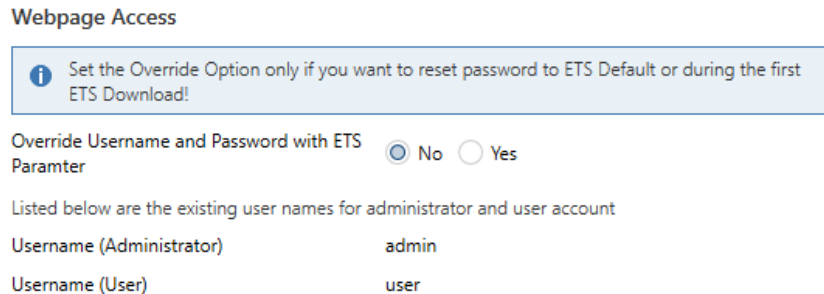 Webpage Access
Set the Override Option only if you want to reset password to ETS Default or during the first
ETS Download!
Override Username and Password with ETS
Paramter
No
Yes
Listed below are the existing user names for administrator and user account
Username (Administrator)
admin
Username (User)
user